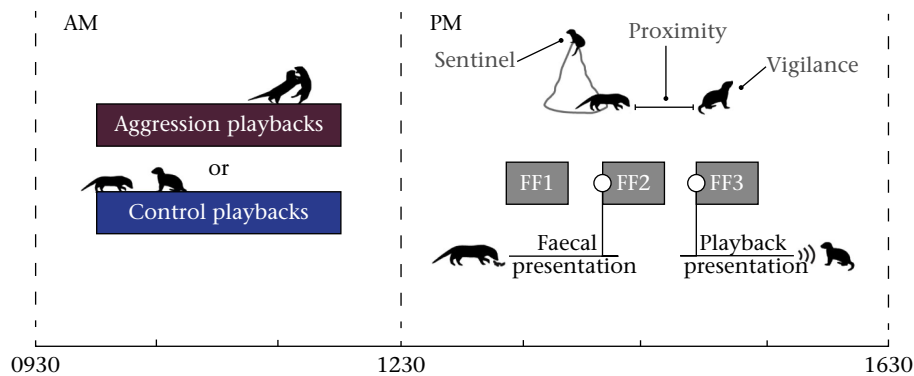 AM
PM
Proximity
Sentinel
Vigilance
Aggression playbacks
or
Control playbacks
FF1
FF2
FF3
Faecal
presentation
Playback
presentation
0930
1230
1630